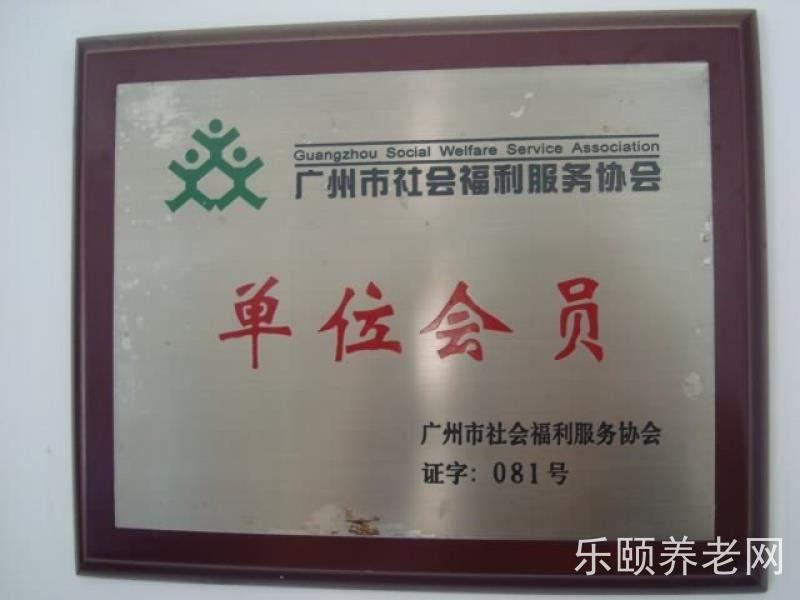 Guangzhou Social Welfare Service Association
广州市社会福利服务协会
单位会员
广州市社会福利服务协会
证字：081号
乐颐养老网